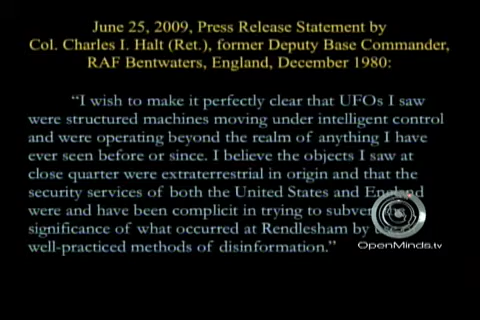 June 25, 2009, Press Release Statement by
Col. Charles I. Halt (Ret.), former Deputy Base Commander,
RAF Bentwaters, England, December 1980:
“I wish to make it perfectly clear that UFOs I saw
were structured machines moving under intelligent control
and were operating beyond the realm of anything I have
ever seen before or since. I believe the objects I saw at
close quarter were extraterrestrial in origin and that the
security services of both the United States and England
were and have been complicit in trying to subvert
significance of what occurred at Rendlesham by
well-practiced methods of disinformation.”
OpenMinds.tv